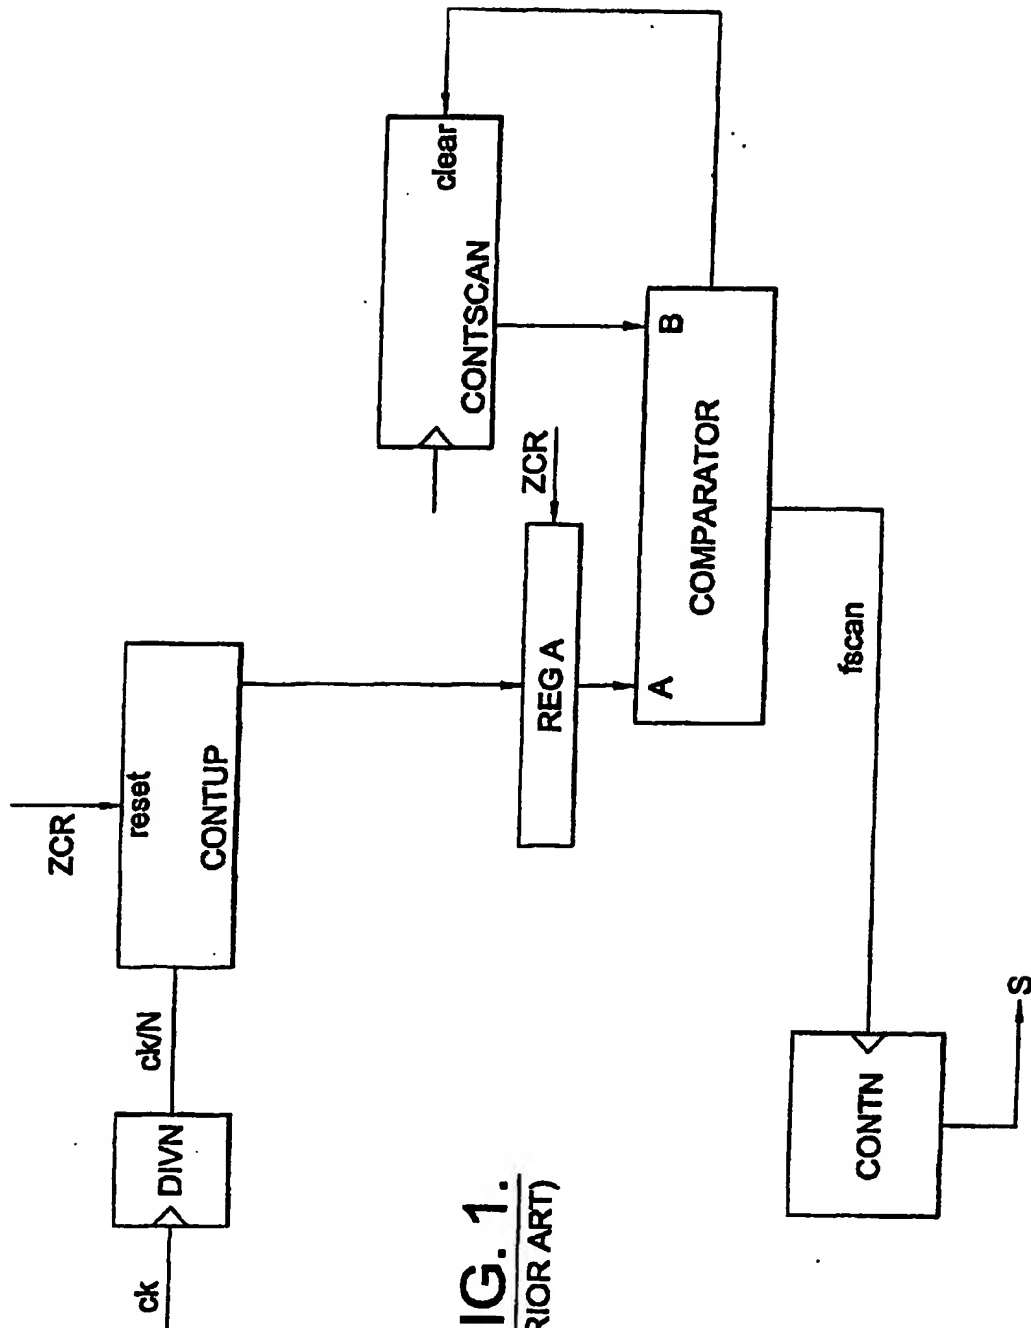 ck
DIVN
ck/N
ZCR
reset
CONTUP
REG A
ZCR
clear
CONTSCAN
A
B
COMPARATOR
fscan
CONTN
S
IG. 1.
RIOR ART)